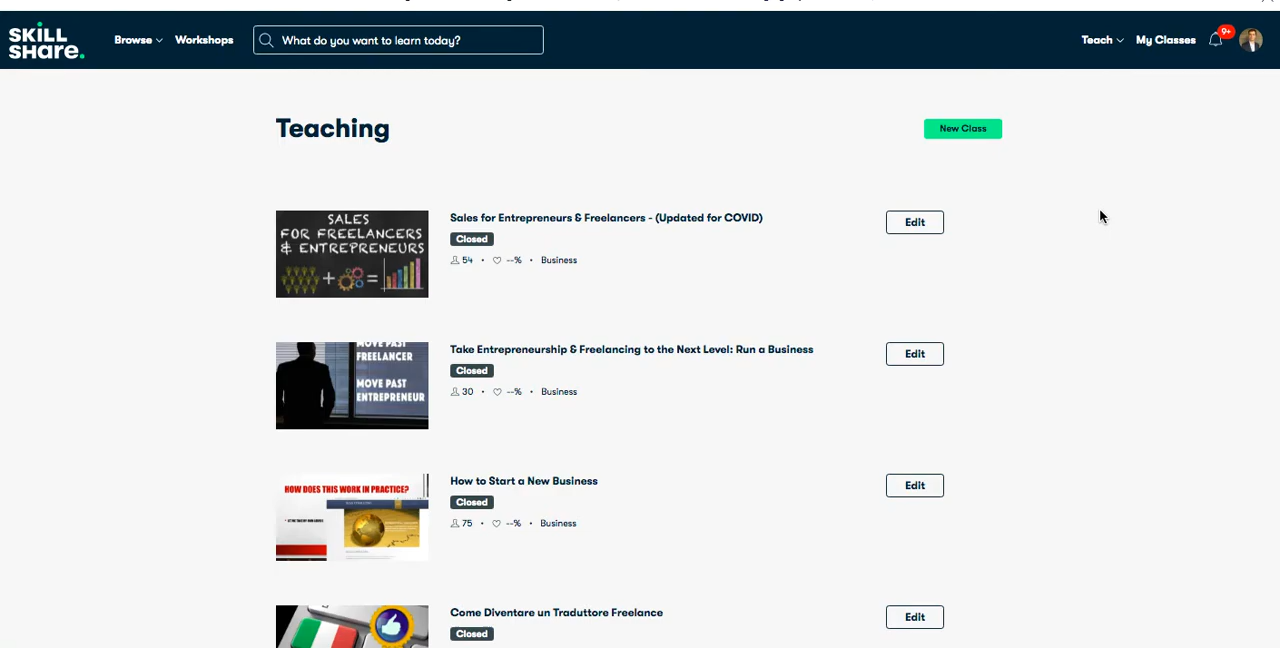 SKILL
SHARE.
Browse
Workshops
What do you want to learn today?
Teach
My Classes
9+
Teaching
New Class
SALES
FOR FREELANCERS
& ENTREPRENEURS
Sales for Entrepreneurs & Freelancers - (Updated for COVID)
Closed
54 · --% · Business
Edit
MOVE PAST
FREELANCER
MOVE PAST
ENTREPRENEUR
Take Entrepreneurship & Freelancing to the Next Level: Run a Business
Closed
30 · --% · Business
Edit
HOW DOES THIS WORK IN PRACTICE?
How to Start a New Business
Closed
75 · --% · Business
Edit
Come Diventare un Traduttore Freelance
Closed
Edit